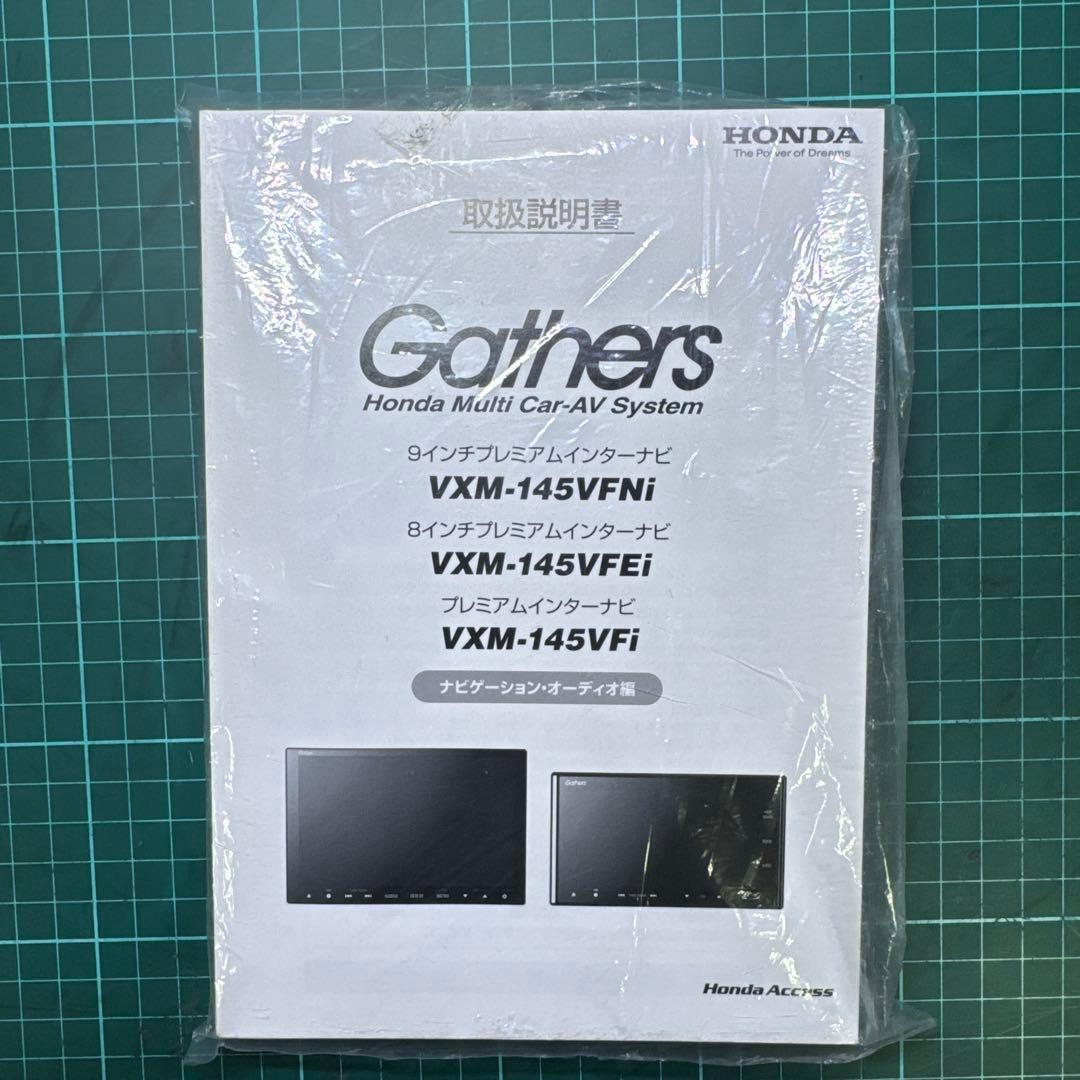 HONDA
The Power of Dreams
取扱説明書
Gathers
Honda Multi Car-AV System
9インチプレミアムインターナビ
VXM-145VFNi
8インチプレミアムインターナビ
VXM-145VFEi
プレミアムインターナビ
VXM-145VFi
ナビゲーション・オーディオ編
Gathers
Honda Access